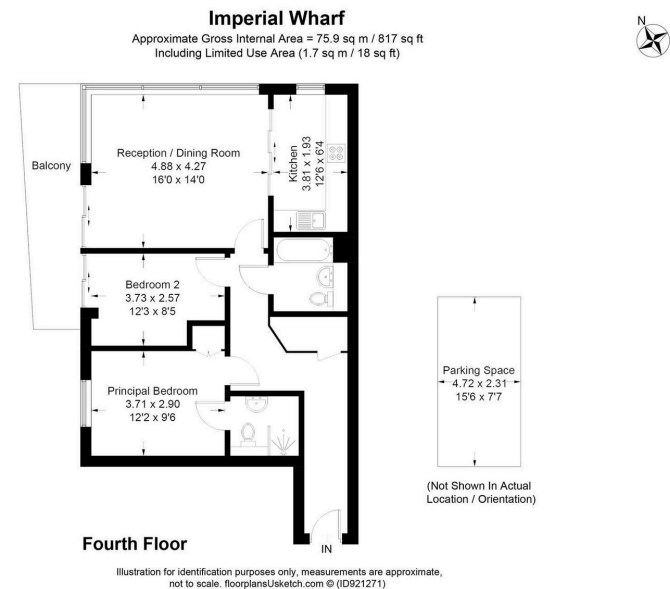 Imperial Wharf
Approximate Gross Internal Area = 75.9 sq m / 817 sq ft
Including Limited Use Area (1.7 sq m / 18 sq ft)
N
Balcony
Reception / Dining Room
4.88 x 4.27
16'0 x 14'0
Kitchen
3.81 x 1.93
12'6 x 6'4
Bedroom 2
3.73 x 2.57
12'3 x 8'5
Principal Bedroom
3.71 x 2.90
12'2 x 9'6
Parking Space
4.72 x 2.31
15'6 x 7'7
(Not Shown In Actual
Location / Orientation)
Fourth Floor
IN
Illustration for identification purposes only, measurements are approximate,
not to scale. floorplansUsketch.com © (ID921271)